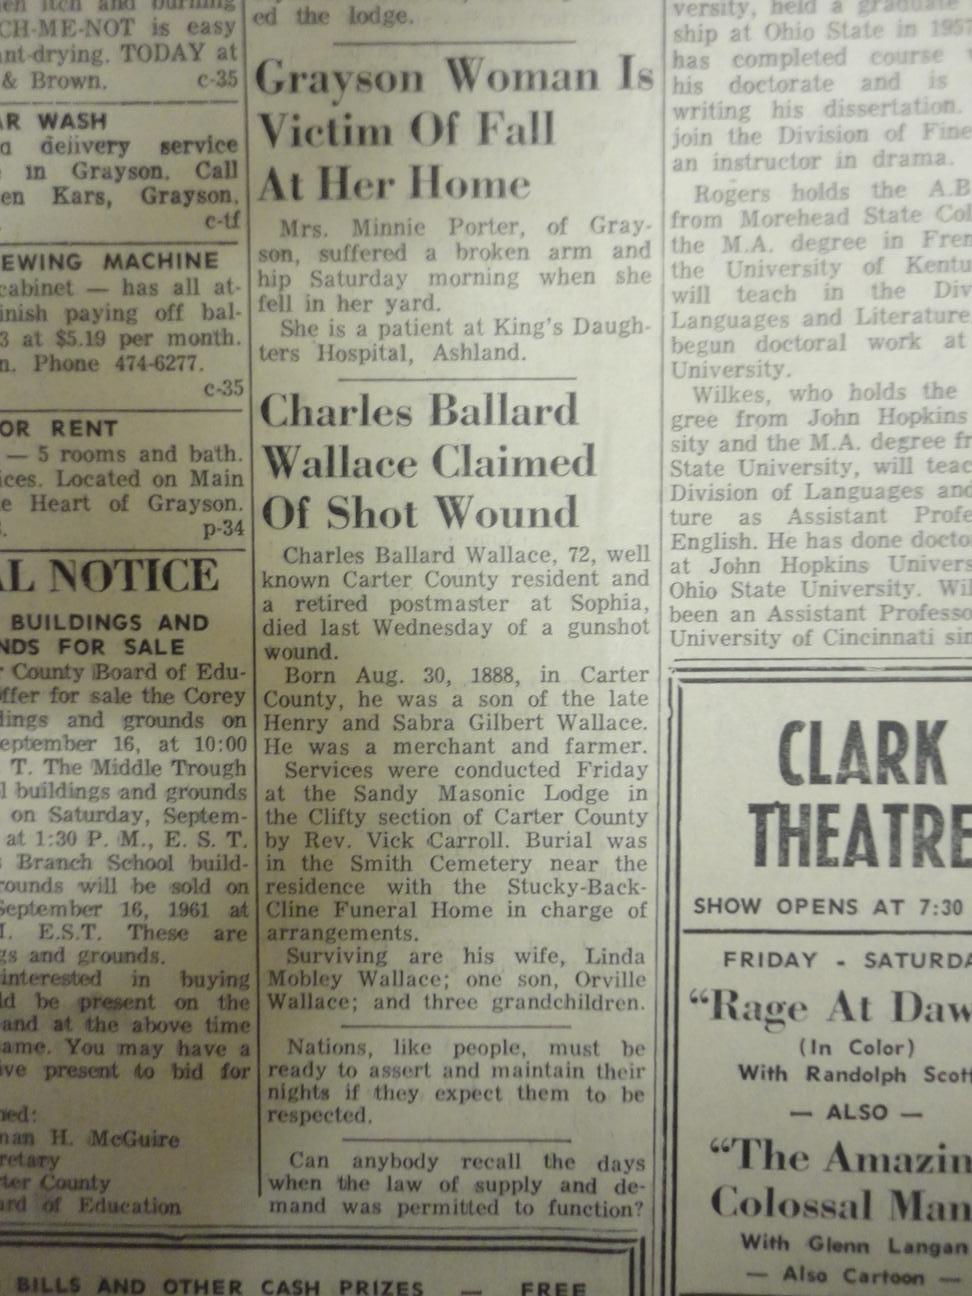 CH-ME-NOT is easy
ant-drying. TODAY at
& Brown. c-35
AR WASH
a delivery service
in Grayson. Call
en Kars, Grayson.
c-tf
EWING MACHINE
cabinet — has all at-
inish paying off bal-
3 at $5.19 per month.
n. Phone 474-6277.
c-35
OR RENT
— 5 rooms and bath.
ices. Located on Main
e Heart of Grayson.
p-34
AL NOTICE
BUILDINGS AND
NDS FOR SALE
r County Board of Edu-
offer for sale the Corey
dings and grounds on
eptember 16, at 10:00
T. The Middle Trough
l buildings and grounds
on Saturday, Septem-
at 1:30 P. M., E. S. T.
s Branch School build-
rounds will be sold on
September 16, 1961 at
M. E.S.T. These are
gs and grounds.
interested in buying
ld be present on the
and at the above time
ame. You may have a
ive present to bid for
ned:
man H. McGuire
retary
rter County
ard of Education
ed the lodge.
Grayson Woman Is
Victim Of Fall
At Her Home
Mrs. Minnie Porter, of Gray-
son, suffered a broken arm and
hip Saturday morning when she
fell in her yard.
She is a patient at King's Daugh-
ters Hospital, Ashland.
Charles Ballard
Wallace Claimed
Of Shot Wound
Charles Ballard Wallace, 72, well
known Carter County resident and
a retired postmaster at Sophia,
died last Wednesday of a gunshot
wound.
Born Aug. 30, 1888, in Carter
County, he was a son of the late
Henry and Sabra Gilbert Wallace.
He was a merchant and farmer.
Services were conducted Friday
at the Sandy Masonic Lodge in
the Clifty section of Carter County
by Rev. Vick Carroll. Burial was
in the Smith Cemetery near the
residence with the Stucky-Back-
Cline Funeral Home in charge of
arrangements.
Surviving are his wife, Linda
Mobley Wallace; one son, Orville
Wallace; and three grandchildren.
Nations, like people, must be
ready to assert and maintain their
nights if they expect them to be
respected.
Can anybody recall the days
when the law of supply and de-
mand was permitted to function?
versity, held a graduate
ship at Ohio State in 1957
has completed course
his doctorate and is
writing his dissertation.
join the Division of Fine
an instructor in drama.
Rogers holds the A.B
from Morehead State Col
the M.A. degree in Fren
the University of Kentu
will teach in the Div
Languages and Literature
begun doctoral work at
University.
Wilkes, who holds the
gree from John Hopkins
sity and the M.A. degree fr
State University, will teac
Division of Languages and
ture as Assistant Profe
English. He has done docto
at John Hopkins Univers
Ohio State University. Wil
been an Assistant Professo
University of Cincinnati sin
CLARK
THEATRE
SHOW OPENS AT 7:30
FRIDAY - SATURDA
"Rage At Daw
(In Color)
With Randolph Scott
— ALSO —
"The Amazin
Colossal Man
With Glenn Langan
— Also Cartoon —
BILLS AND OTHER CASH PRIZES — FREE